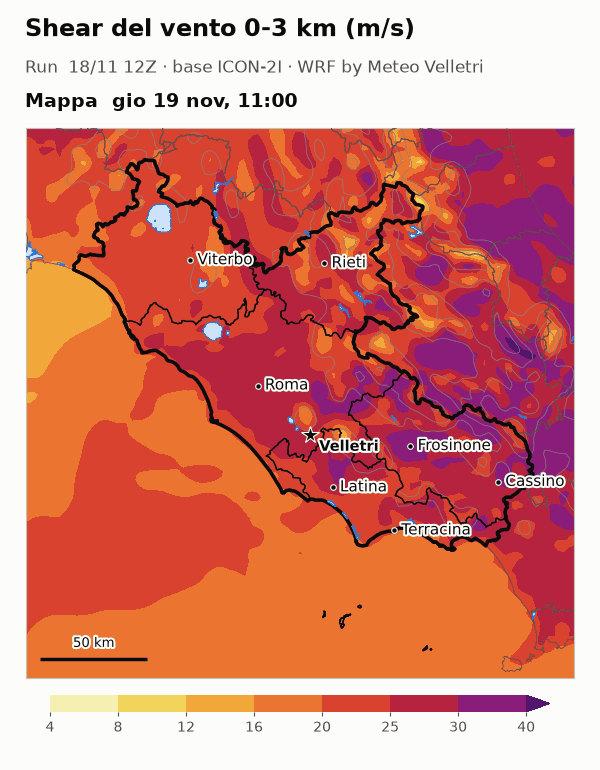 Shear del vento 0-3 km (m/s)
Run  18/11 12Z · base ICON-2I · WRF by Meteo Velletri
Mappa  gio 19 nov, 11:00
Viterbo
Rieti
Roma
Velletri
Frosinone
Latina
Cassino
Terracina
50 km
4 8 12 16 20 25 30 40